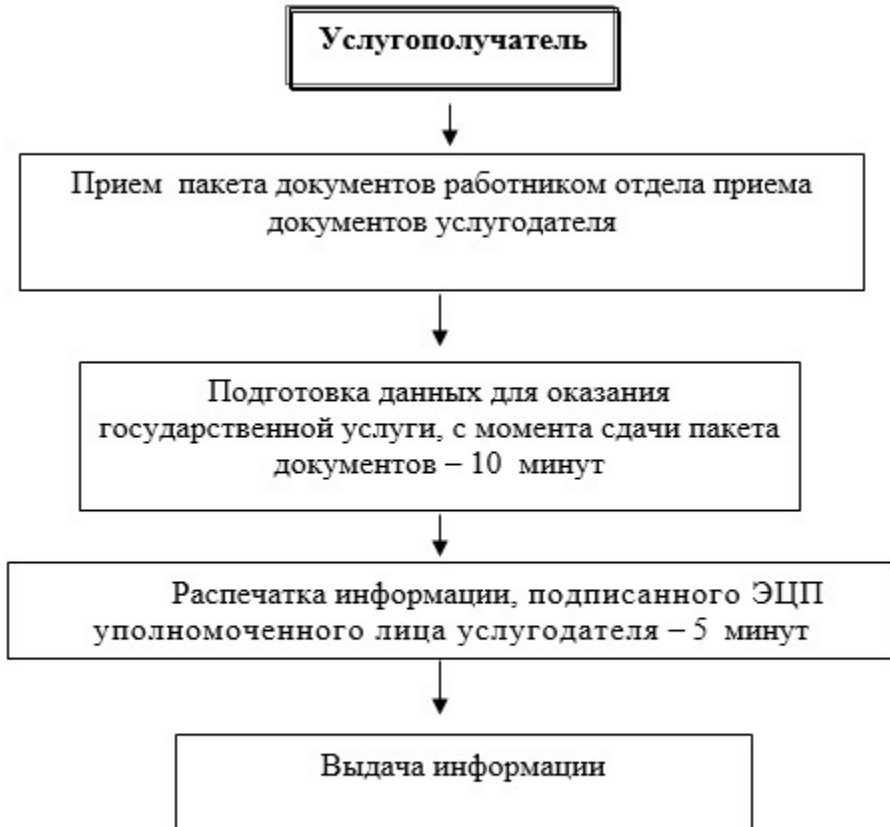 Услугополучатель
Прием пакета документов работником отдела приема
документов услугодателя
Подготовка данных для оказания
государственной услуги, с момента сдачи пакета
документов – 10 минут
Распечатка информации, подписанного ЭЦП
уполномоченного лица услугодателя – 5 минут
Выдача информации